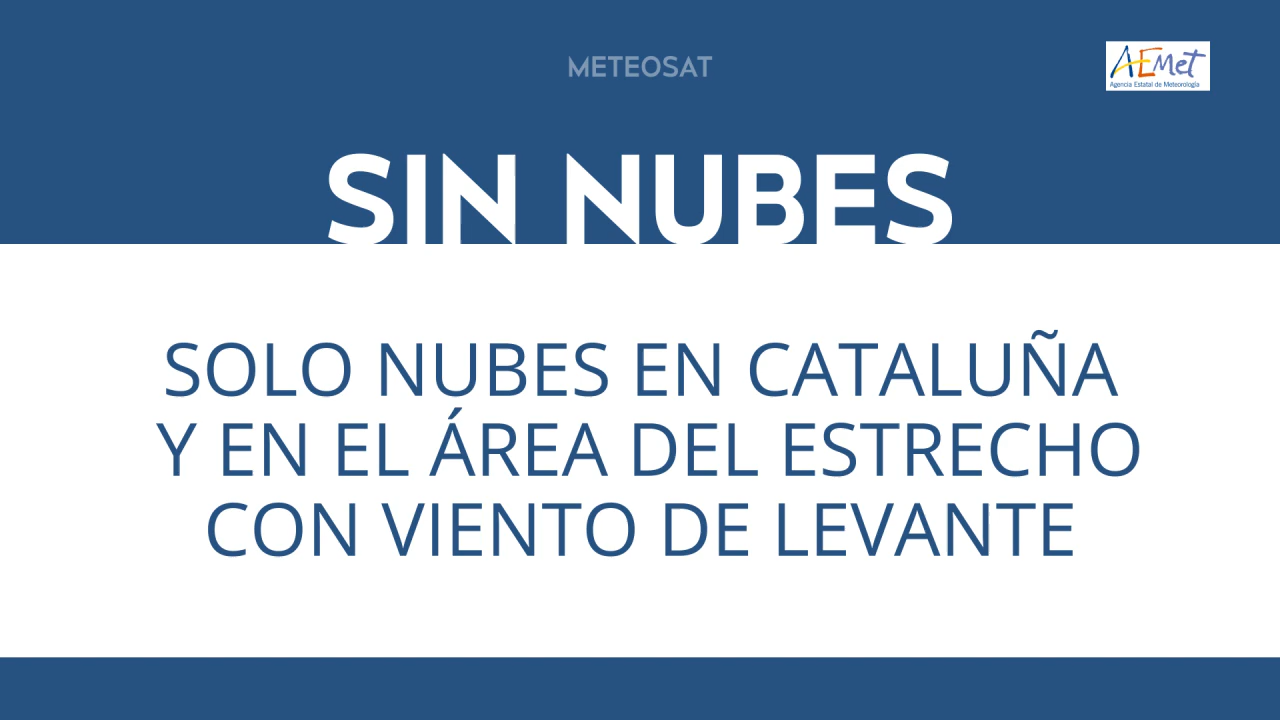 METEOSAT
AEMet
Agencia Estatal de Meteorología
SIN NUBES
SOLO NUBES EN CATALUÑA
Y EN EL ÁREA DEL ESTRECHO
CON VIENTO DE LEVANTE